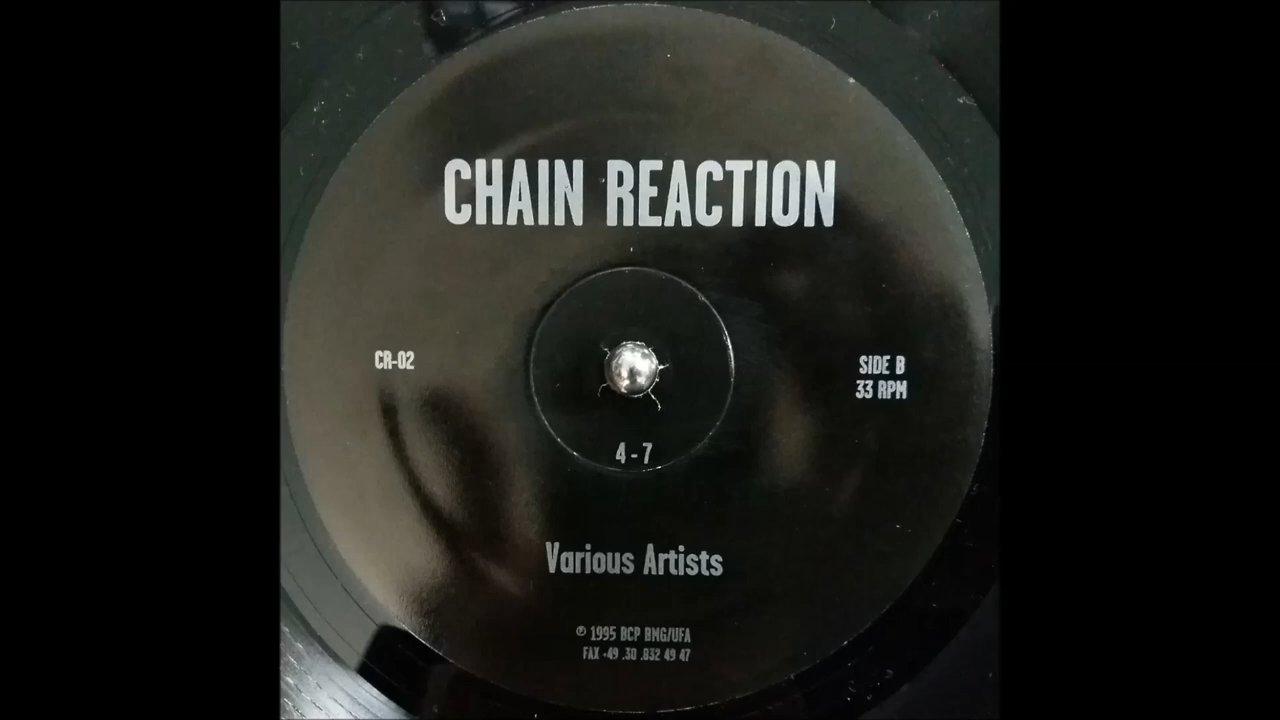 CHAIN REACTION
CR-02
SIDE B
33 RPM
4 - 7
Various Artists
℗ 1995 BCP BMG/UFA
FAX +49 .30 .832 49 47